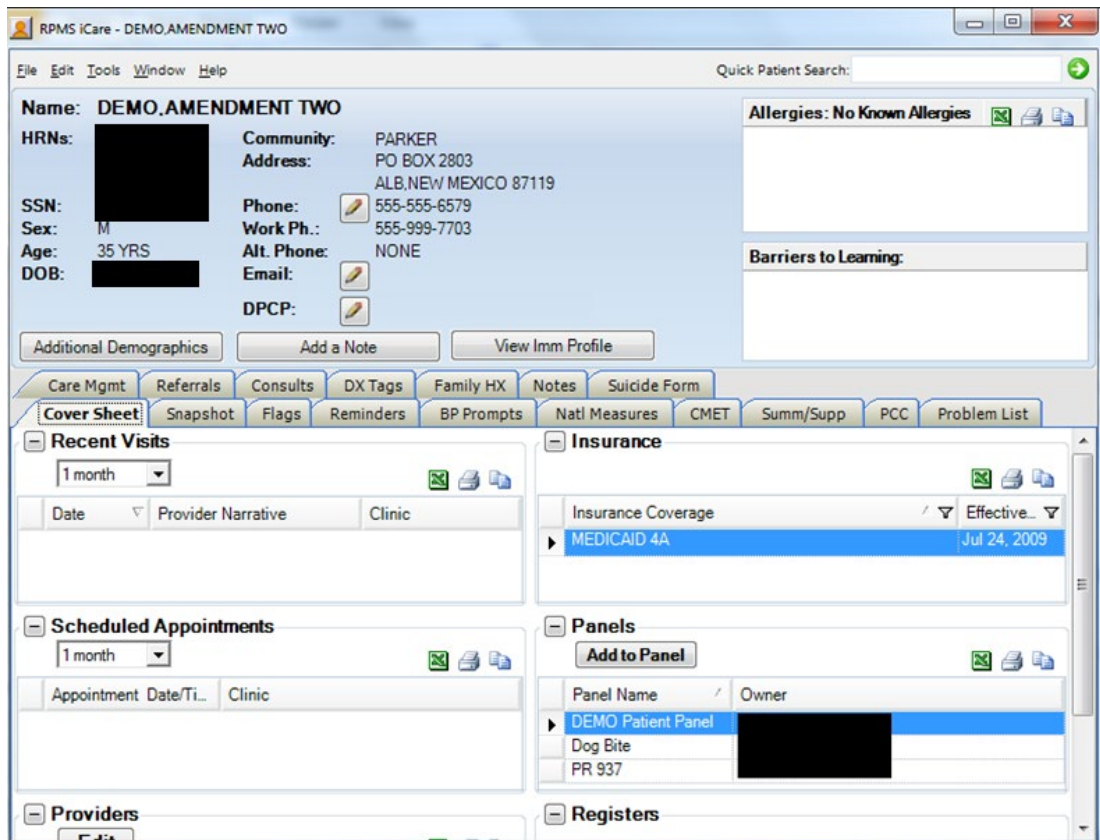 RPMS iCare - DEMO,AMENDMENT TWO
File Edit Tools Window Help
Quick Patient Search:
Name: DEMO,AMENDMENT TWO
HRNs:
SSN:
Sex: M
Age: 35 YRS
DOB:
Community: PARKER
Address: PO BOX 2803
ALB,NEW MEXICO 87119
Phone: 555-555-6579
Work Ph.: 555-999-7703
Alt. Phone: NONE
Email:
DPCP:
Allergies: No Known Allergies
Barriers to Learning:
Additional Demographics Add a Note View Imm Profile
Care Mgmt Referrals Consults DX Tags Family HX Notes Suicide Form
Cover Sheet Snapshot Flags Reminders BP Prompts Natl Measures CMET Summ/Supp PCC Problem List
Recent Visits
1 month
Date Provider Narrative Clinic
Insurance
Insurance Coverage Effective...
MEDICAID 4A Jul 24, 2009
Scheduled Appointments
1 month
Appointment Date/Ti... Clinic
Panels
Add to Panel
Panel Name Owner
DEMO Patient Panel
Dog Bite
PR 937
Providers
Edit
Registers